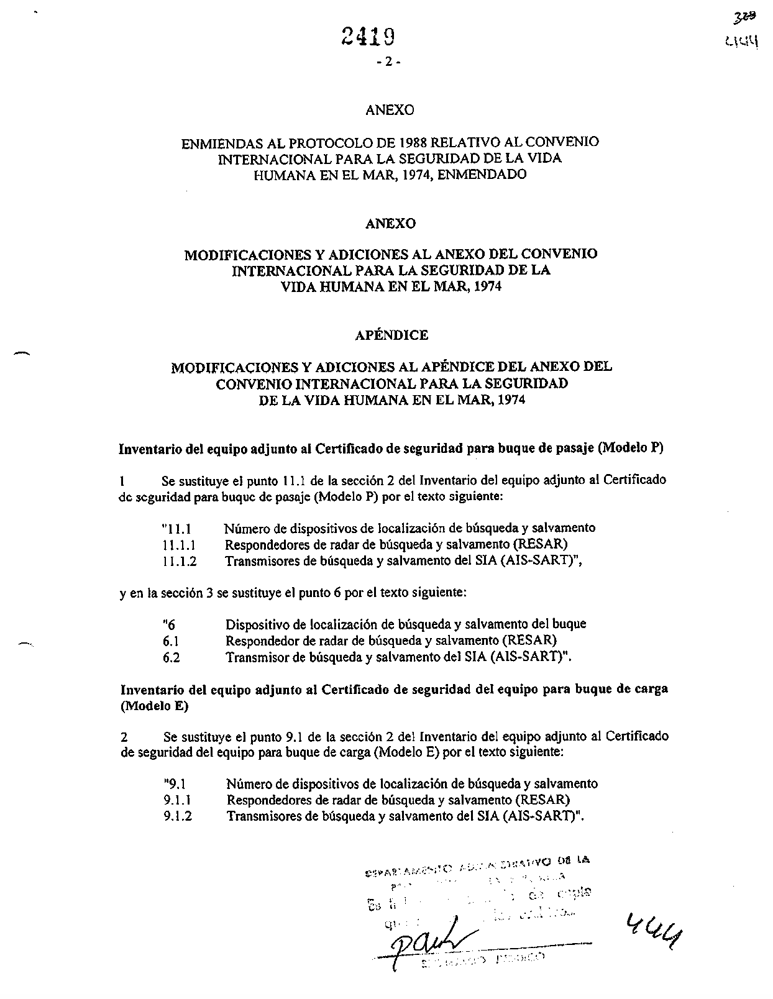 2419
444
- 2 -
ANEXO
ENMIENDAS AL PROTOCOLO DE 1988 RELATIVO AL CONVENIO
INTERNACIONAL PARA LA SEGURIDAD DE LA VIDA
HUMANA EN EL MAR, 1974, ENMENDADO
ANEXO
MODIFICACIONES Y ADICIONES AL ANEXO DEL CONVENIO
INTERNACIONAL PARA LA SEGURIDAD DE LA
VIDA HUMANA EN EL MAR, 1974
APÉNDICE
MODIFICACIONES Y ADICIONES AL APÉNDICE DEL ANEXO DEL
CONVENIO INTERNACIONAL PARA LA SEGURIDAD
DE LA VIDA HUMANA EN EL MAR, 1974
Inventario del equipo adjunto al Certificado de seguridad para buque de pasaje (Modelo P)
1 Se sustituye el punto 11.1 de la sección 2 del Inventario del equipo adjunto al Certificado
de seguridad para buque de pasaje (Modelo P) por el texto siguiente:
"11.1 Número de dispositivos de localización de búsqueda y salvamento
11.1.1 Respondedores de radar de búsqueda y salvamento (RESAR)
11.1.2 Transmisores de búsqueda y salvamento del SIA (AIS-SART)",
y en la sección 3 se sustituye el punto 6 por el texto siguiente:
"6 Dispositivo de localización de búsqueda y salvamento del buque
6.1 Respondedor de radar de búsqueda y salvamento (RESAR)
6.2 Transmisor de búsqueda y salvamento del SIA (AIS-SART)".
Inventario del equipo adjunto al Certificado de seguridad del equipo para buque de carga
(Modelo E)
2 Se sustituye el punto 9.1 de la sección 2 del Inventario del equipo adjunto al Certificado
de seguridad del equipo para buque de carga (Modelo E) por el texto siguiente:
"9.1 Número de dispositivos de localización de búsqueda y salvamento
9.1.1 Respondedores de radar de búsqueda y salvamento (RESAR)
9.1.2 Transmisores de búsqueda y salvamento del SIA (AIS-SART)".
DEPARTAMENTO ADMINISTRATIVO DE LA
Es de copia
444